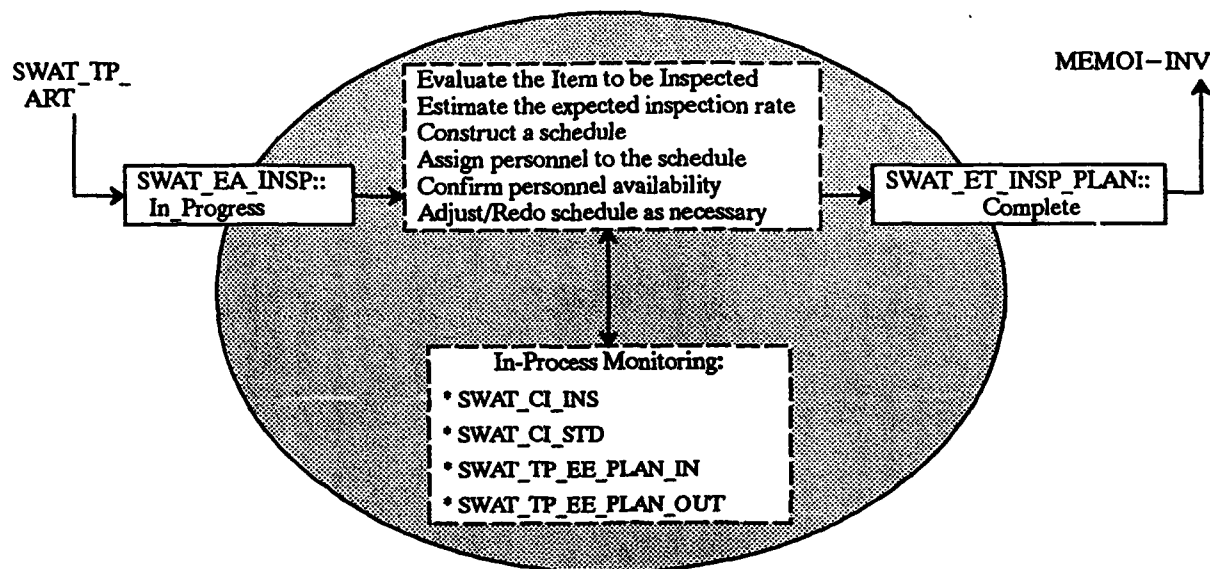 SWAT_TP_
ART
MEMOI-INV
Evaluate the Item to be Inspected
Estimate the expected inspection rate
Construct a schedule
Assign personnel to the schedule
Confirm personnel availability
Adjust/Redo schedule as necessary
SWAT_EA_INSP::
In_Progress
SWAT_ET_INSP_PLAN::
Complete
In-Process Monitoring:
* SWAT_CI_INS
* SWAT_CI_STD
* SWAT_TP_EE_PLAN_IN
* SWAT_TP_EE_PLAN_OUT